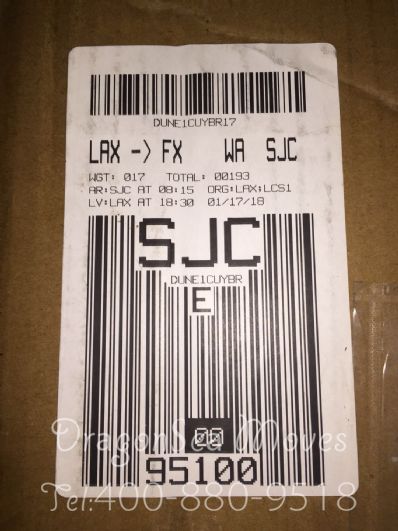 DUNE1CUYBR17
LAX -> FX WA SJC
WGT: 017 TOTAL: 00193
AR:SJC AT 08:15 ORG:LAX:LCS1
LV:LAX AT 18:30 01/17/18
SJC
DUNE1CUYBR
E
00
95100
DragonSea Moves
Tel:400-880-9518